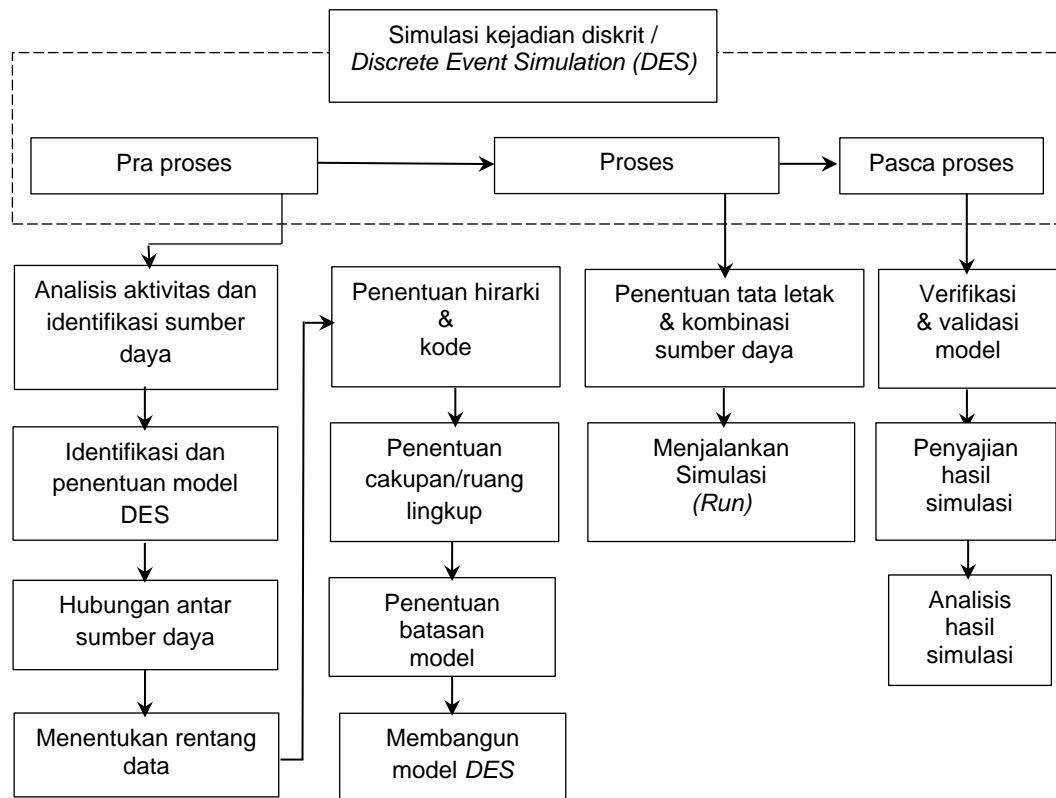 Simulasi kejadian diskrit /
Discrete Event Simulation (DES)
Pra proses
Proses
Pasca proses
Analisis aktivitas dan
identifikasi sumber
daya
Identifikasi dan
penentuan model
DES
Hubungan antar
sumber daya
Menentukan rentang
data
Penentuan hirarki
&
kode
Penentuan
cakupan/ruang
lingkup
Penentuan
batasan
model
Membangun
model DES
Penentuan tata letak
& kombinasi
sumber daya
Menjalankan
Simulasi
(Run)
Verifikasi
& validasi
model
Penyajian
hasil
simulasi
Analisis
hasil
simulasi